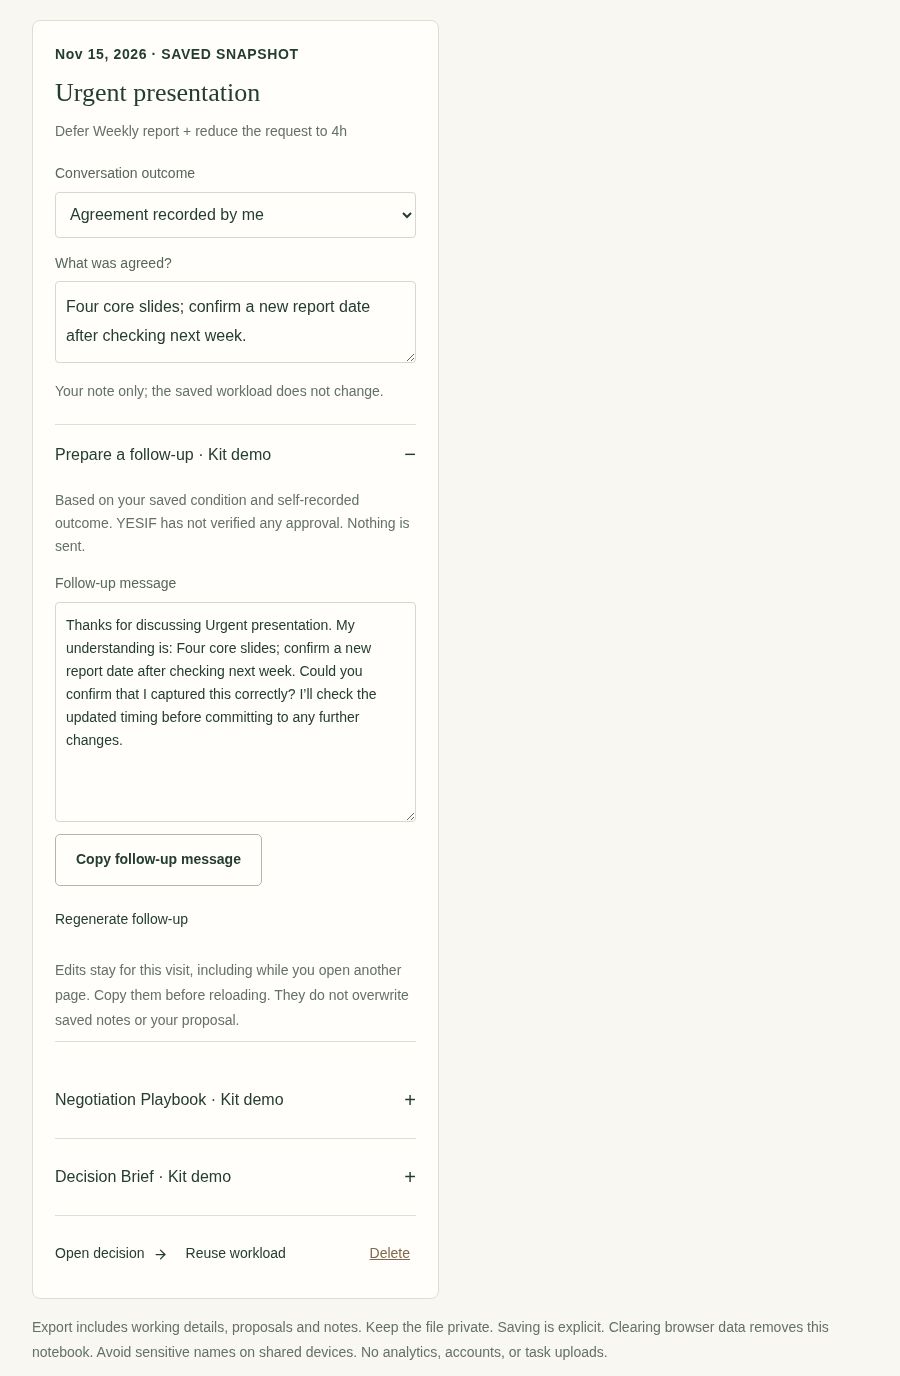 Nov 15, 2026 · SAVED SNAPSHOT
Urgent presentation
Defer Weekly report + reduce the request to 4h
Conversation outcome
Agreement recorded by me
What was agreed?
Four core slides; confirm a new report date
after checking next week.
Your note only; the saved workload does not change.
Prepare a follow-up · Kit demo −
Based on your saved condition and self-recorded
outcome. YESIF has not verified any approval. Nothing is
sent.
Follow-up message
Thanks for discussing Urgent presentation. My
understanding is: Four core slides; confirm a new
report date after checking next week. Could you
confirm that I captured this correctly? I’ll check the
updated timing before committing to any further
changes.
Copy follow-up message
Regenerate follow-up
Edits stay for this visit, including while you open another
page. Copy them before reloading. They do not overwrite
saved notes or your proposal.
Negotiation Playbook · Kit demo +
Decision Brief · Kit demo +
Open decision → Reuse workload Delete
Export includes working details, proposals and notes. Keep the file private. Saving is explicit. Clearing browser data removes this
notebook. Avoid sensitive names on shared devices. No analytics, accounts, or task uploads.